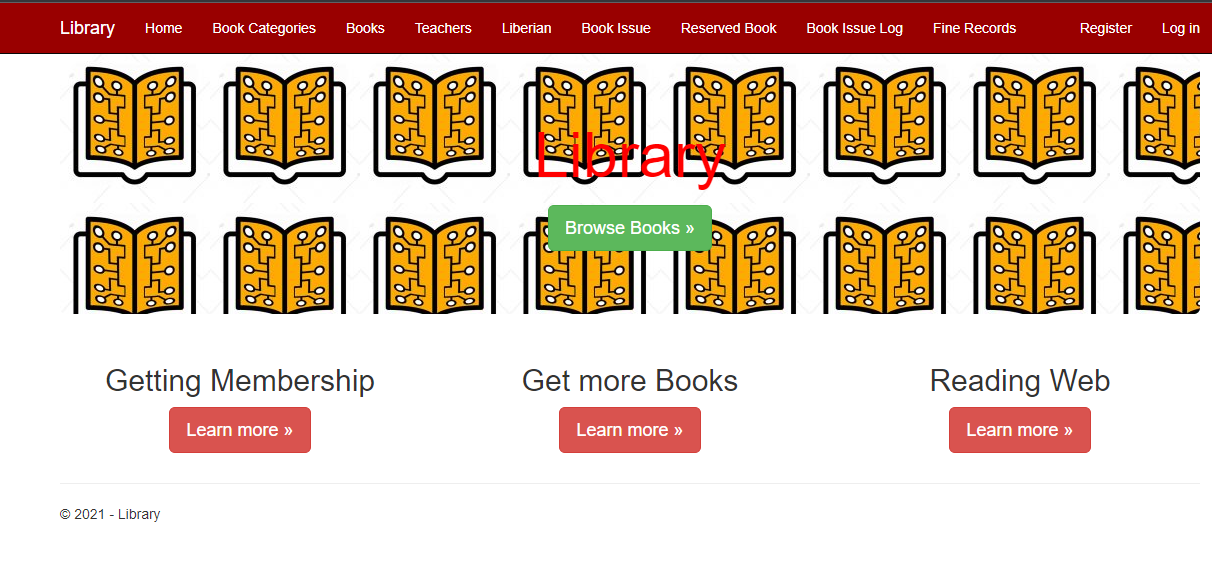 Library Home Book Categories Books Teachers Liberian Book Issue Reserved Book Book Issue Log Fine Records Register Log in
Library
Browse Books »
Getting Membership Get more Books Reading Web
Learn more » Learn more » Learn more »
© 2021 - Library